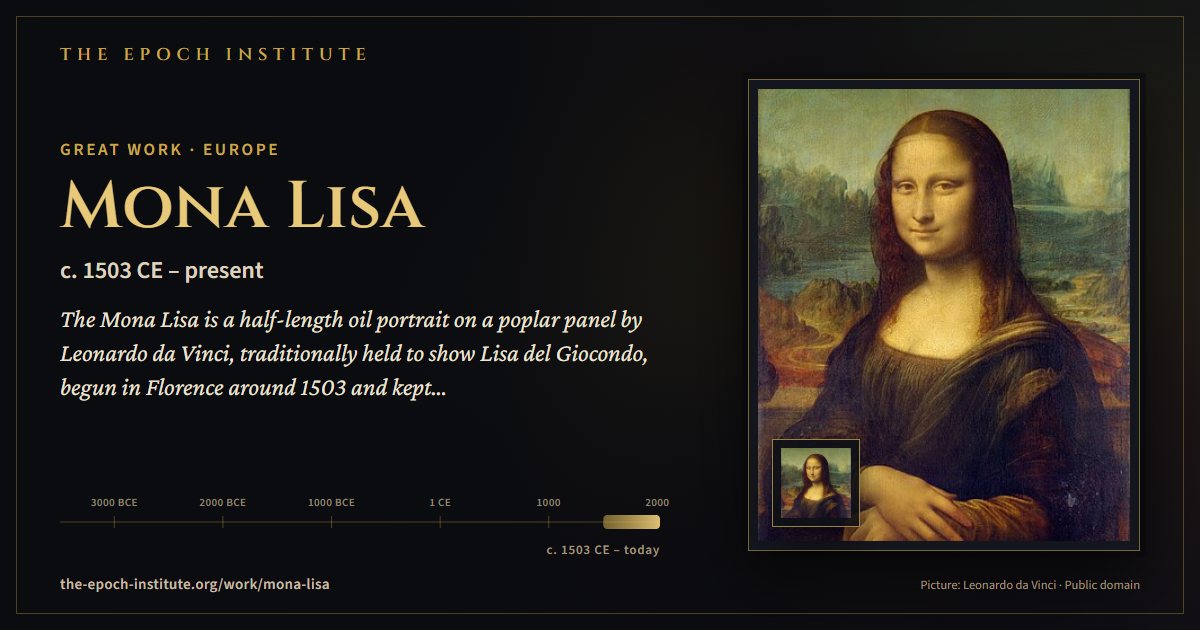 THE EPOCH INSTITUTE
GREAT WORK · EUROPE
MONA LISA
c. 1503 CE – present
The Mona Lisa is a half-length oil portrait on a poplar panel by
Leonardo da Vinci, traditionally held to show Lisa del Giocondo,
begun in Florence around 1503 and kept...
3000 BCE 2000 BCE 1000 BCE 1 CE 1000 2000
c. 1503 CE – today
the-epoch-institute.org/work/mona-lisa
Picture: Leonardo da Vinci · Public domain